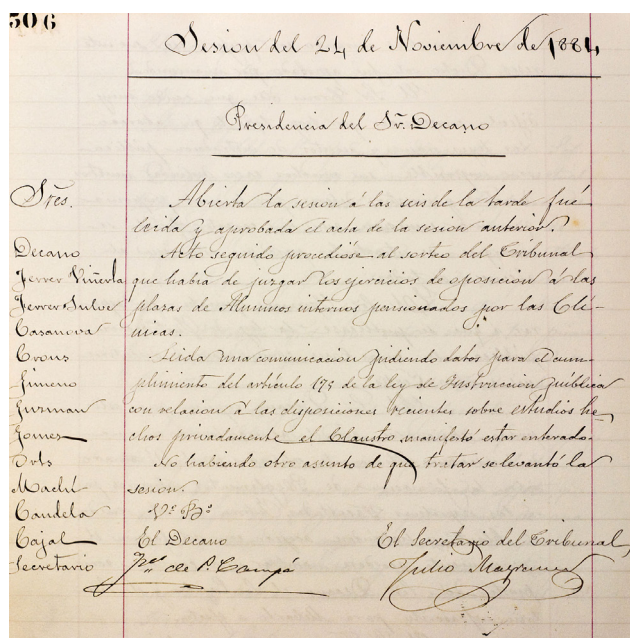 506
Sesion del 24 de Noviembre de 1884
Presidencia del Sr. Decano
Sres.
Decano
Ferrer Viñerta
Ferrer Julve
Casanova
Crous
Gimeno
Guzman
Gomez
Orts
Machí
Candela
Cajal
Secretario
Abierta la sesion á las seis de la tarde fué
leida y aprobada el acta de la sesion anterior.
Acto seguido procedióse al sorteo del Tribunal
que habia de juzgar los ejercicios de oposicion á las
plazas de Alumnos internos pensionados por las Clí-
nicas.
Leida una comunicacion pidiendo datos para el cum-
plimento del artículo 175 de la ley de Instruccion pública
con relacion á las disposiciones recientes sobre estudios he-
chos privadamente el Claustro manifestó estar enterado.
No habiendo otro asunto de que tratar se levantó la
sesion.
Vº Bº
El Decano
de P. Campá
El Secretario del Tribunal,
Julio Magraner